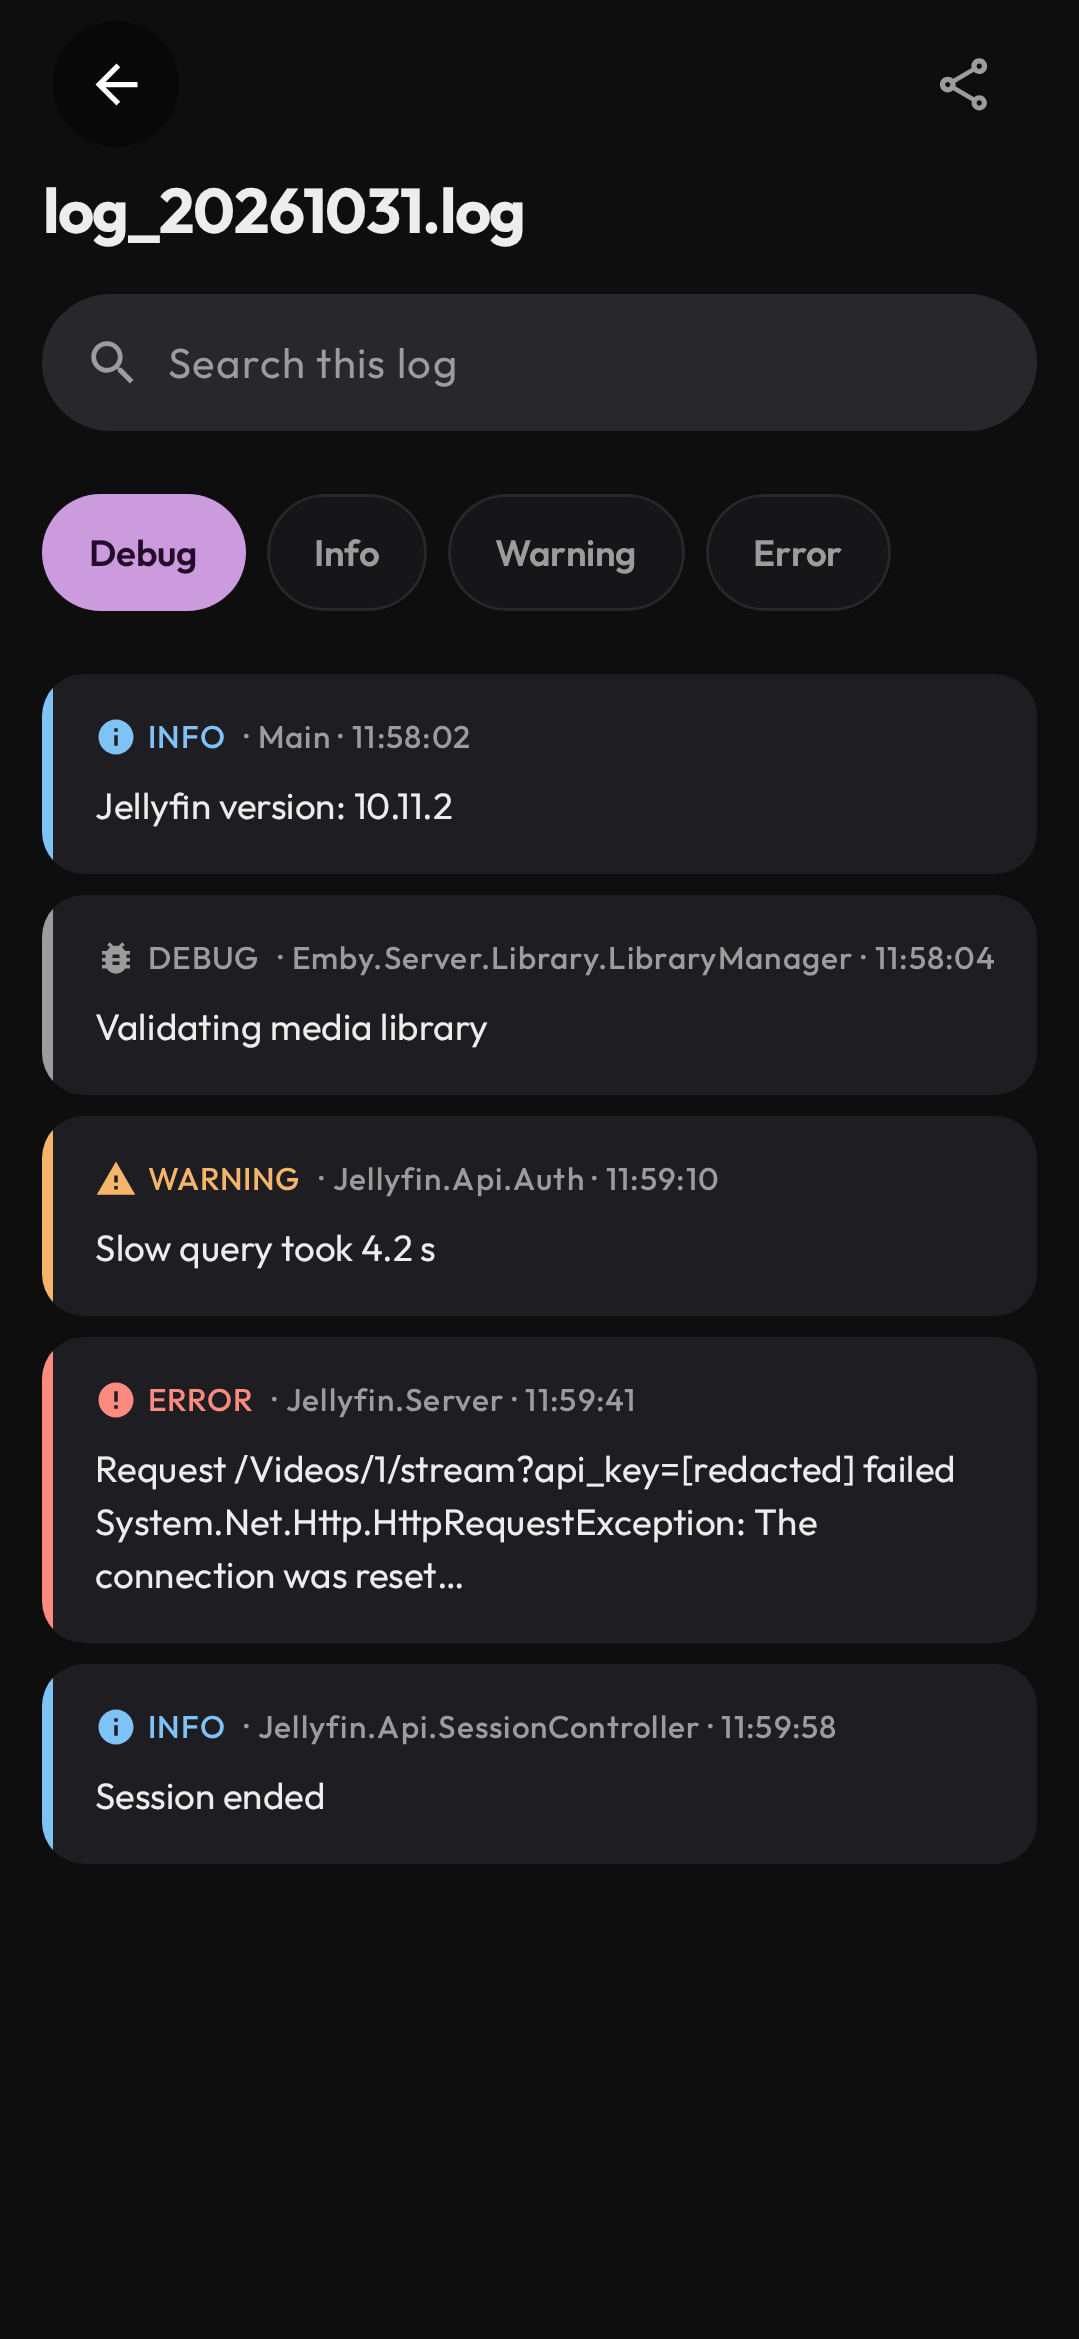 log_20261031.log
Search this log
Debug Info Warning Error
INFO · Main · 11:58:02
Jellyfin version: 10.11.2
DEBUG · Emby.Server.Library.LibraryManager · 11:58:04
Validating media library
WARNING · Jellyfin.Api.Auth · 11:59:10
Slow query took 4.2 s
ERROR · Jellyfin.Server · 11:59:41
Request /Videos/1/stream?api_key=[redacted] failed
System.Net.Http.HttpRequestException: The
connection was reset...
INFO · Jellyfin.Api.SessionController · 11:59:58
Session ended